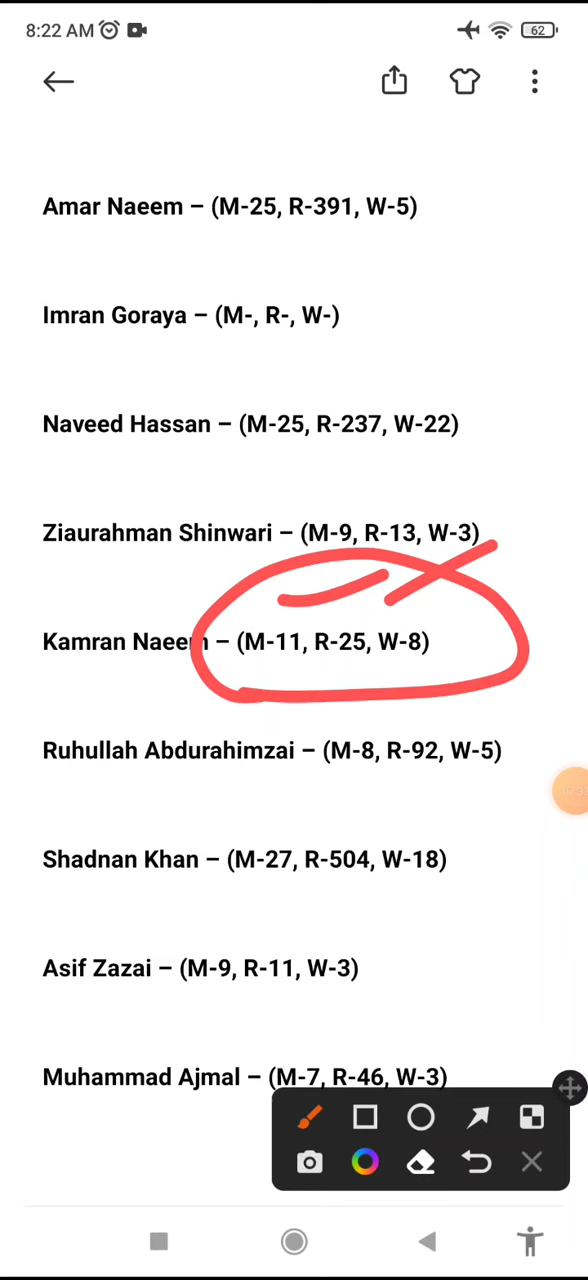 8:22 AM
62
Amar Naeem – (M-25, R-391, W-5)
Imran Goraya – (M-, R-, W-)
Naveed Hassan – (M-25, R-237, W-22)
Ziaurahman Shinwari – (M-9, R-13, W-3)
Kamran Naeem – (M-11, R-25, W-8)
Ruhullah Abdurahimzai – (M-8, R-92, W-5)
Shadnan Khan – (M-27, R-504, W-18)
Asif Zazai – (M-9, R-11, W-3)
Muhammad Ajmal – (M-7, R-46, W-3)